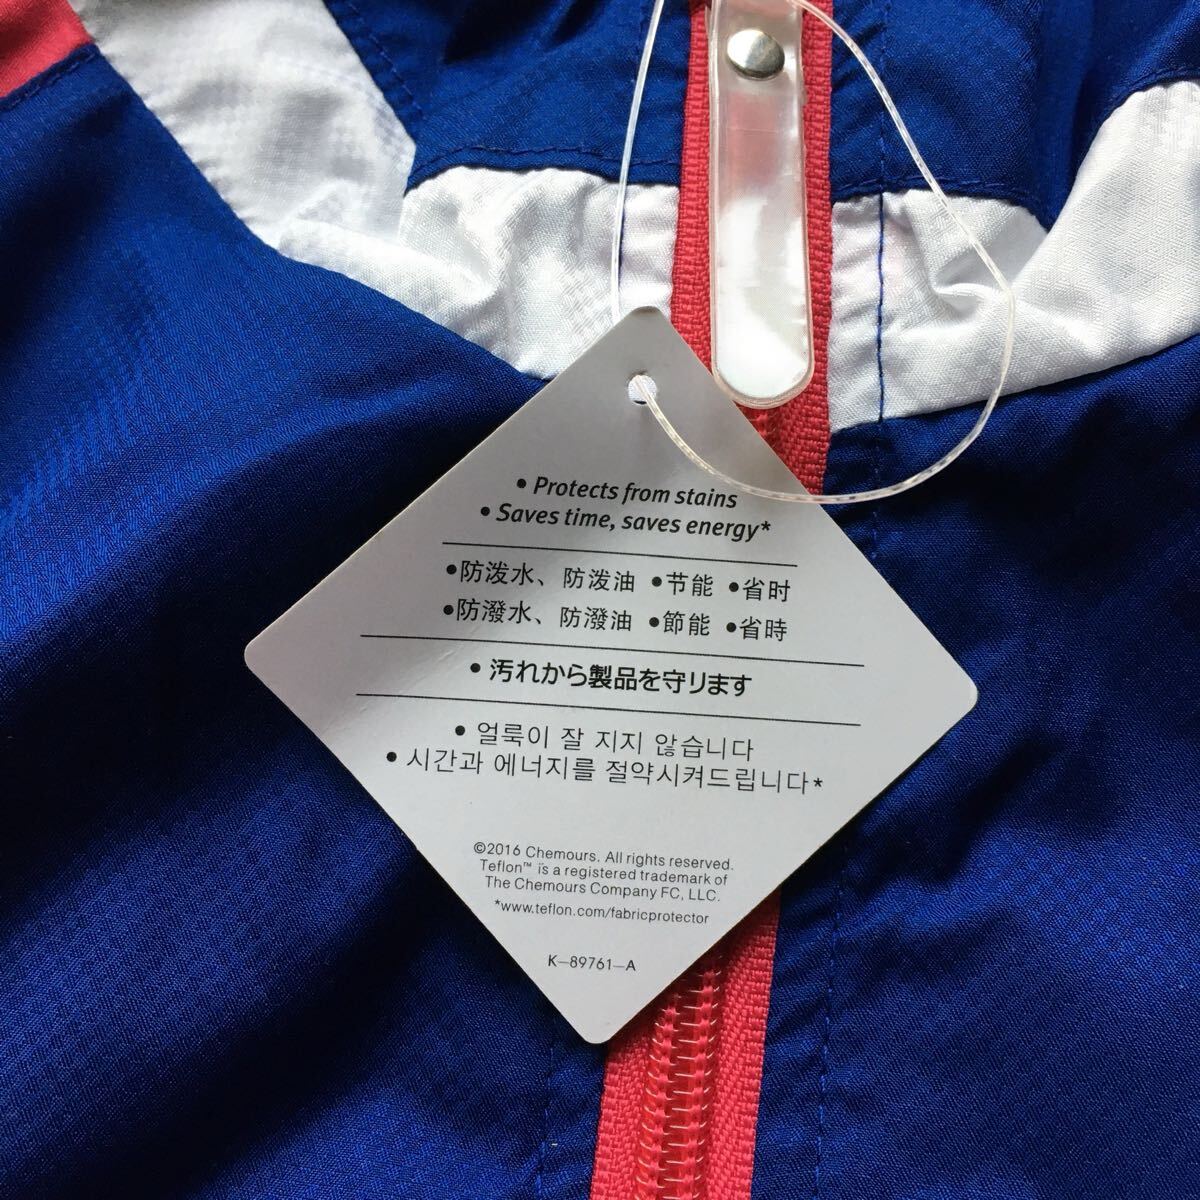 • Protects from stains
• Saves time, saves energy*
•防泼水、防泼油 •节能 •省时
•防潑水、防潑油 •節能 •省時
• 汚れから製品を守ります
• 얼룩이 잘 지지 않습니다
• 시간과 에너지를 절약시켜드립니다*
©2016 Chemours. All rights reserved.
Teflon™ is a registered trademark of
The Chemours Company FC, LLC.
*www.teflon.com/fabricprotector
K-89761-A